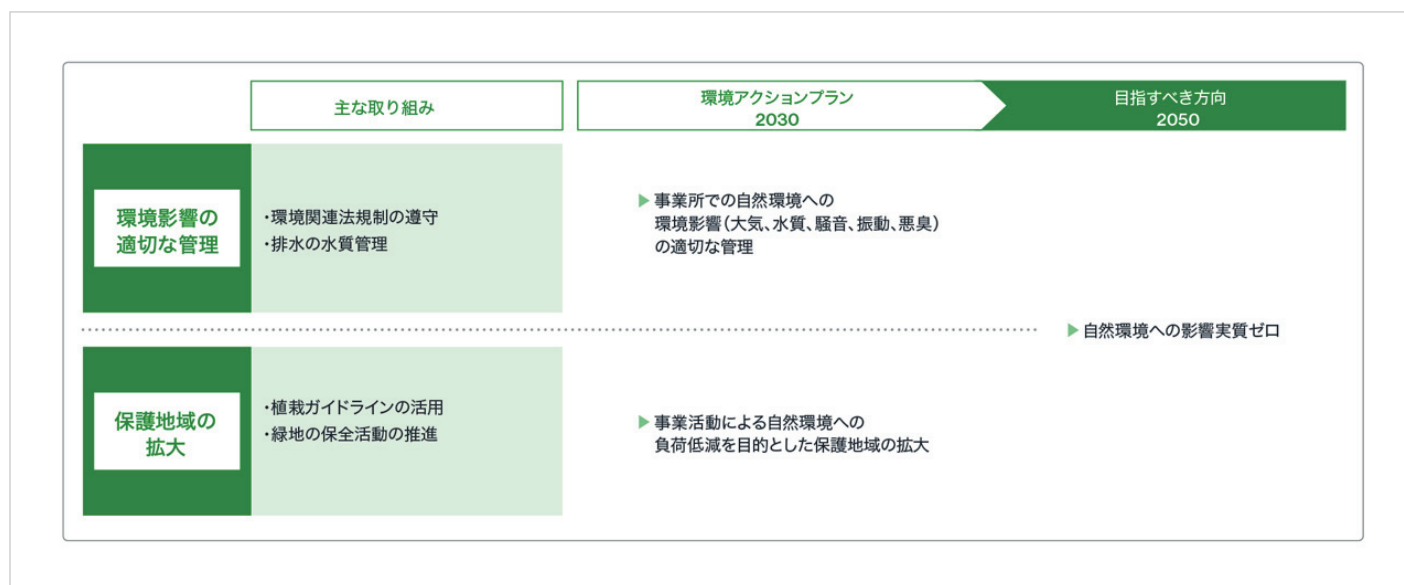 主な取り組み
環境アクションプラン
2030
目指すべき方向
2050
環境影響の
適切な管理
・環境関連法規制の遵守
・排水の水質管理
▶事業所での自然環境への
環境影響(大気、水質、騒音、振動、悪臭)
の適切な管理
▶自然環境への影響実質ゼロ
保護地域の
拡大
・植栽ガイドラインの活用
・緑地の保全活動の推進
▶事業活動による自然環境への
負荷低減を目的とした保護地域の拡大